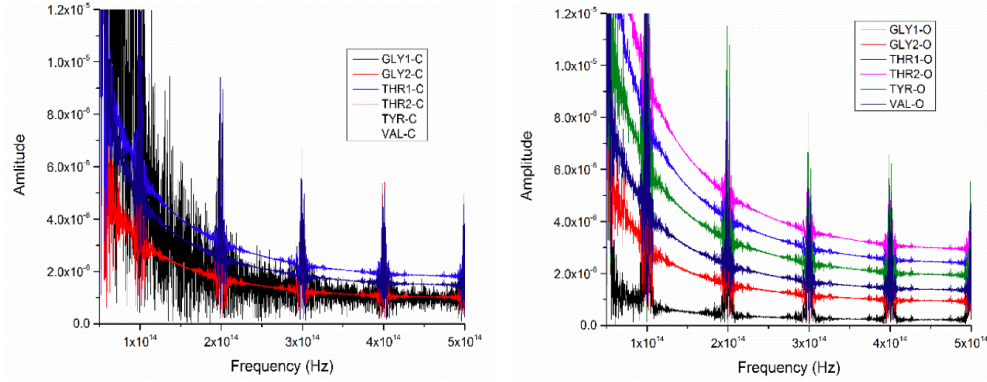 1.2x10⁻⁵
1.0x10⁻⁵
8.0x10⁻⁶
6.0x10⁻⁶
4.0x10⁻⁶
2.0x10⁻⁶
0.0
Amlitude
GLY1-C
GLY2-C
THR1-C
THR2-C
TYR-C
VAL-C
1x10¹⁴
2x10¹⁴
3x10¹⁴
4x10¹⁴
5x10¹⁴
Frequency (Hz)
1.2x10⁻⁵
1.0x10⁻⁵
8.0x10⁻⁶
6.0x10⁻⁶
4.0x10⁻⁶
2.0x10⁻⁶
0.0
Amplitude
GLY1-O
GLY2-O
THR1-O
THR2-O
TYR-O
VAL-O
1x10¹⁴
2x10¹⁴
3x10¹⁴
4x10¹⁴
5x10¹⁴
Frequency (Hz)